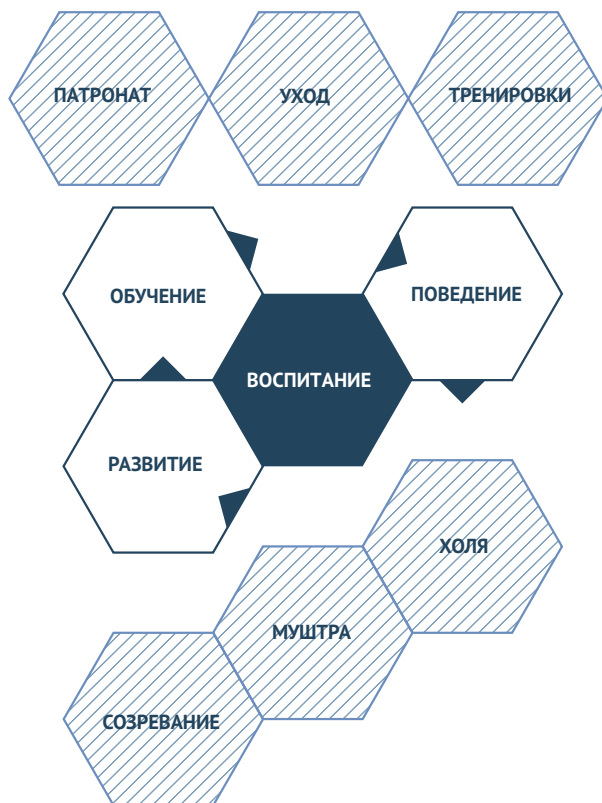 ПАТРОНАТ
УХОД
ТРЕНИРОВКИ
ОБУЧЕНИЕ
ПОВЕДЕНИЕ
ВОСПИТАНИЕ
РАЗВИТИЕ
ХОЛЯ
МУШТРА
СОЗРЕВАНИЕ